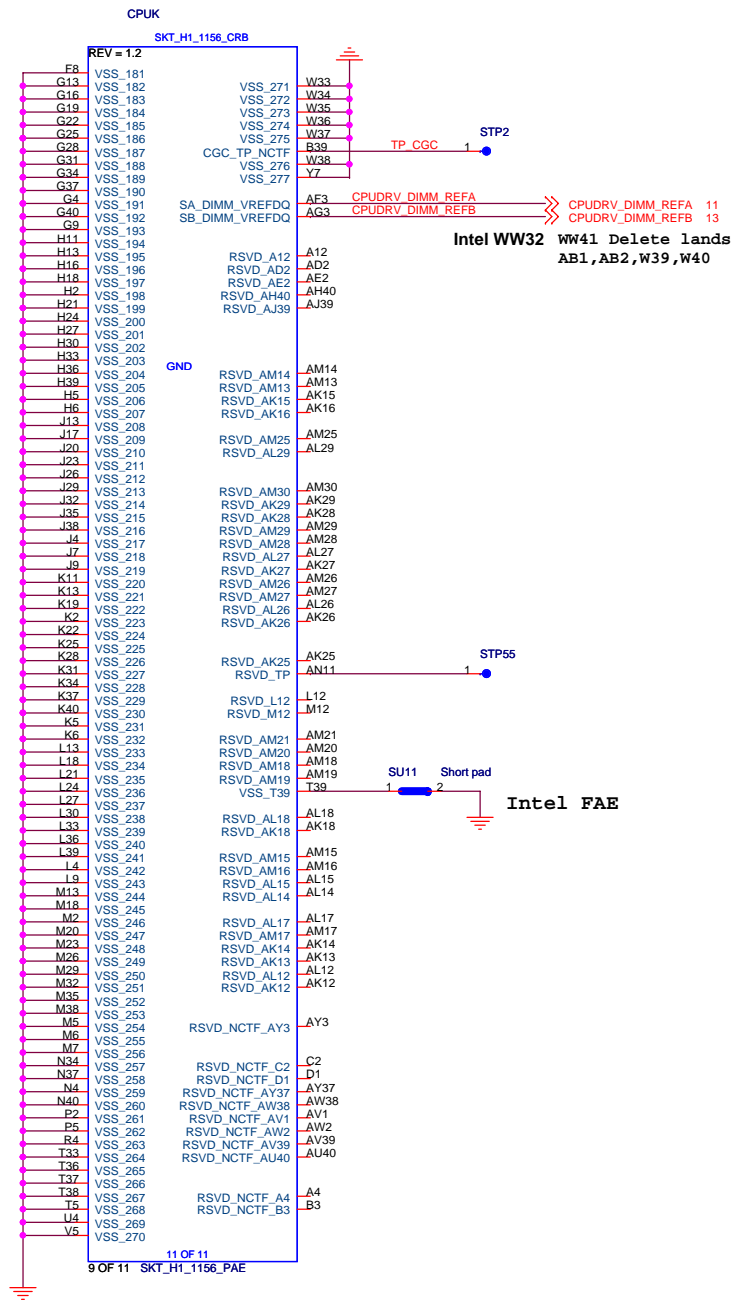 CPUK
SKT_H1_1156_CRB
REV = 1.2
F8 VSS_181
G13 VSS_182 VSS_271 W33
G16 VSS_183 VSS_272 W34
G19 VSS_184 VSS_273 W35
G22 VSS_185 VSS_274 W36
G25 VSS_186 VSS_275 W37 STP2
G28 VSS_187 CGC_TP_NCTF B39 TP_CGC 1
G31 VSS_188 VSS_276 W38
G34 VSS_189 VSS_277 Y7
G37 VSS_190
G4 VSS_191 SA_DIMM_VREFDQ AF3 CPUDRV_DIMM_REFA CPUDRV_DIMM_REFA 11
G40 VSS_192 SB_DIMM_VREFDQ AG3 CPUDRV_DIMM_REFB CPUDRV_DIMM_REFB 13
G9 VSS_193
H11 VSS_194 Intel WW32 WW41 Delete lands
H13 VSS_195 RSVD_A12 A12 AB1,AB2,W39,W40
H16 VSS_196 RSVD_AD2 AD2
H18 VSS_197 RSVD_AE2 AE2
H2 VSS_198 RSVD_AH40 AH40
H21 VSS_199 RSVD_AJ39 AJ39
H24 VSS_200
H27 VSS_201
H30 VSS_202
H33 VSS_203
GND
H36 VSS_204 RSVD_AM14 AM14
H39 VSS_205 RSVD_AM13 AM13
H5 VSS_206 RSVD_AK15 AK15
H6 VSS_207 RSVD_AK16 AK16
J13 VSS_208
J17 VSS_209 RSVD_AM25 AM25
J20 VSS_210 RSVD_AL29 AL29
J23 VSS_211
J26 VSS_212
J29 VSS_213 RSVD_AM30 AM30
J32 VSS_214 RSVD_AK29 AK29
J35 VSS_215 RSVD_AK28 AK28
J38 VSS_216 RSVD_AM29 AM29
J4 VSS_217 RSVD_AM28 AM28
J7 VSS_218 RSVD_AL27 AL27
J9 VSS_219 RSVD_AK27 AK27
K11 VSS_220 RSVD_AM26 AM26
K13 VSS_221 RSVD_AM27 AM27
K19 VSS_222 RSVD_AL26 AL26
K2 VSS_223 RSVD_AK26 AK26
K22 VSS_224
K25 VSS_225
K28 VSS_226 RSVD_AK25 AK25 STP55
K31 VSS_227 RSVD_TP AN11 1
K34 VSS_228
K37 VSS_229 RSVD_L12 L12
K40 VSS_230 RSVD_M12 M12
K5 VSS_231
K6 VSS_232 RSVD_AM21 AM21
L13 VSS_233 RSVD_AM20 AM20
L18 VSS_234 RSVD_AM18 AM18
L21 VSS_235 RSVD_AM19 AM19 SU11 Short pad
L24 VSS_236 VSS_T39 T39 1 2
L27 VSS_237 Intel FAE
L30 VSS_238 RSVD_AL18 AL18
L33 VSS_239 RSVD_AK18 AK18
L36 VSS_240
L39 VSS_241 RSVD_AM15 AM15
L4 VSS_242 RSVD_AM16 AM16
L9 VSS_243 RSVD_AL15 AL15
M13 VSS_244 RSVD_AL14 AL14
M18 VSS_245
M2 VSS_246 RSVD_AL17 AL17
M20 VSS_247 RSVD_AM17 AM17
M23 VSS_248 RSVD_AK14 AK14
M26 VSS_249 RSVD_AK13 AK13
M29 VSS_250 RSVD_AL12 AL12
M32 VSS_251 RSVD_AK12 AK12
M35 VSS_252
M38 VSS_253
M5 VSS_254 RSVD_NCTF_AY3 AY3
M6 VSS_255
M7 VSS_256
N34 VSS_257 RSVD_NCTF_C2 C2
N37 VSS_258 RSVD_NCTF_D1 D1
N4 VSS_259 RSVD_NCTF_AY37 AY37
N40 VSS_260 RSVD_NCTF_AW38 AW38
P2 VSS_261 RSVD_NCTF_AV1 AV1
P5 VSS_262 RSVD_NCTF_AW2 AW2
R4 VSS_263 RSVD_NCTF_AV39 AV39
T33 VSS_264 RSVD_NCTF_AU40 AU40
T36 VSS_265
T37 VSS_266
T38 VSS_267 RSVD_NCTF_A4 A4
T5 VSS_268 RSVD_NCTF_B3 B3
U4 VSS_269
V5 VSS_270
11 OF 11
9 OF 11 SKT_H1_1156_PAE